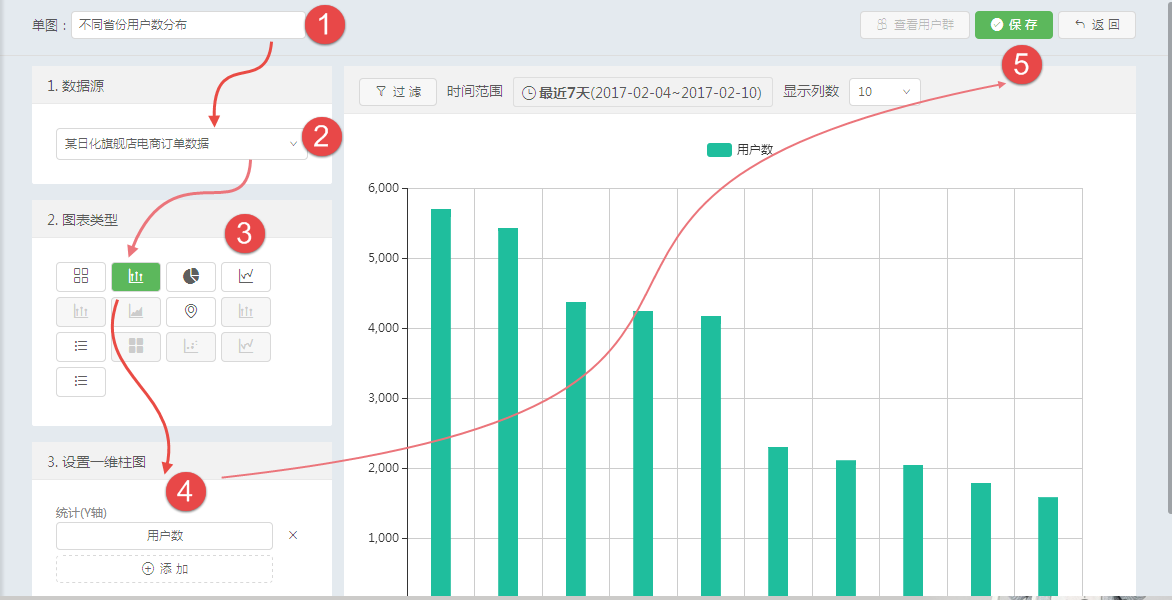 单图： 不同省份用户数分布 1 查看用户群 保 存 返 回
5
1. 数据源
过 滤 时间范围 最近7天(2017-02-04~2017-02-10) 显示列数 10
某日化旗舰店电商订单数据 2
用户数
2. 图表类型
3
6,000
5,000
4,000
3,000
2,000
1,000
3. 设置一维柱图
4
统计(Y轴)
用户数
添 加